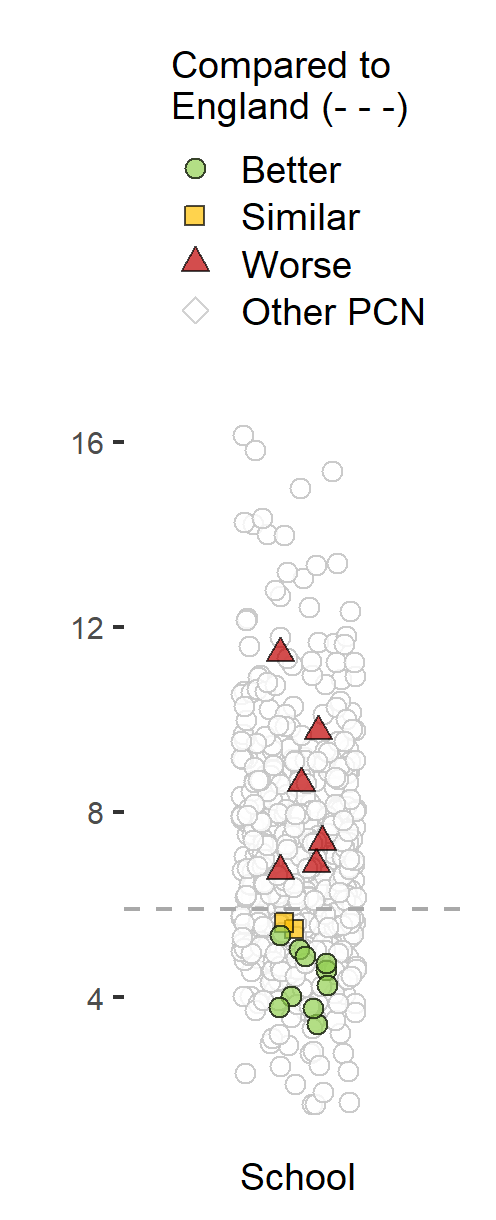 Compared to
England (- - -)
Better
Similar
Worse
Other PCN
16
12
8
4
School